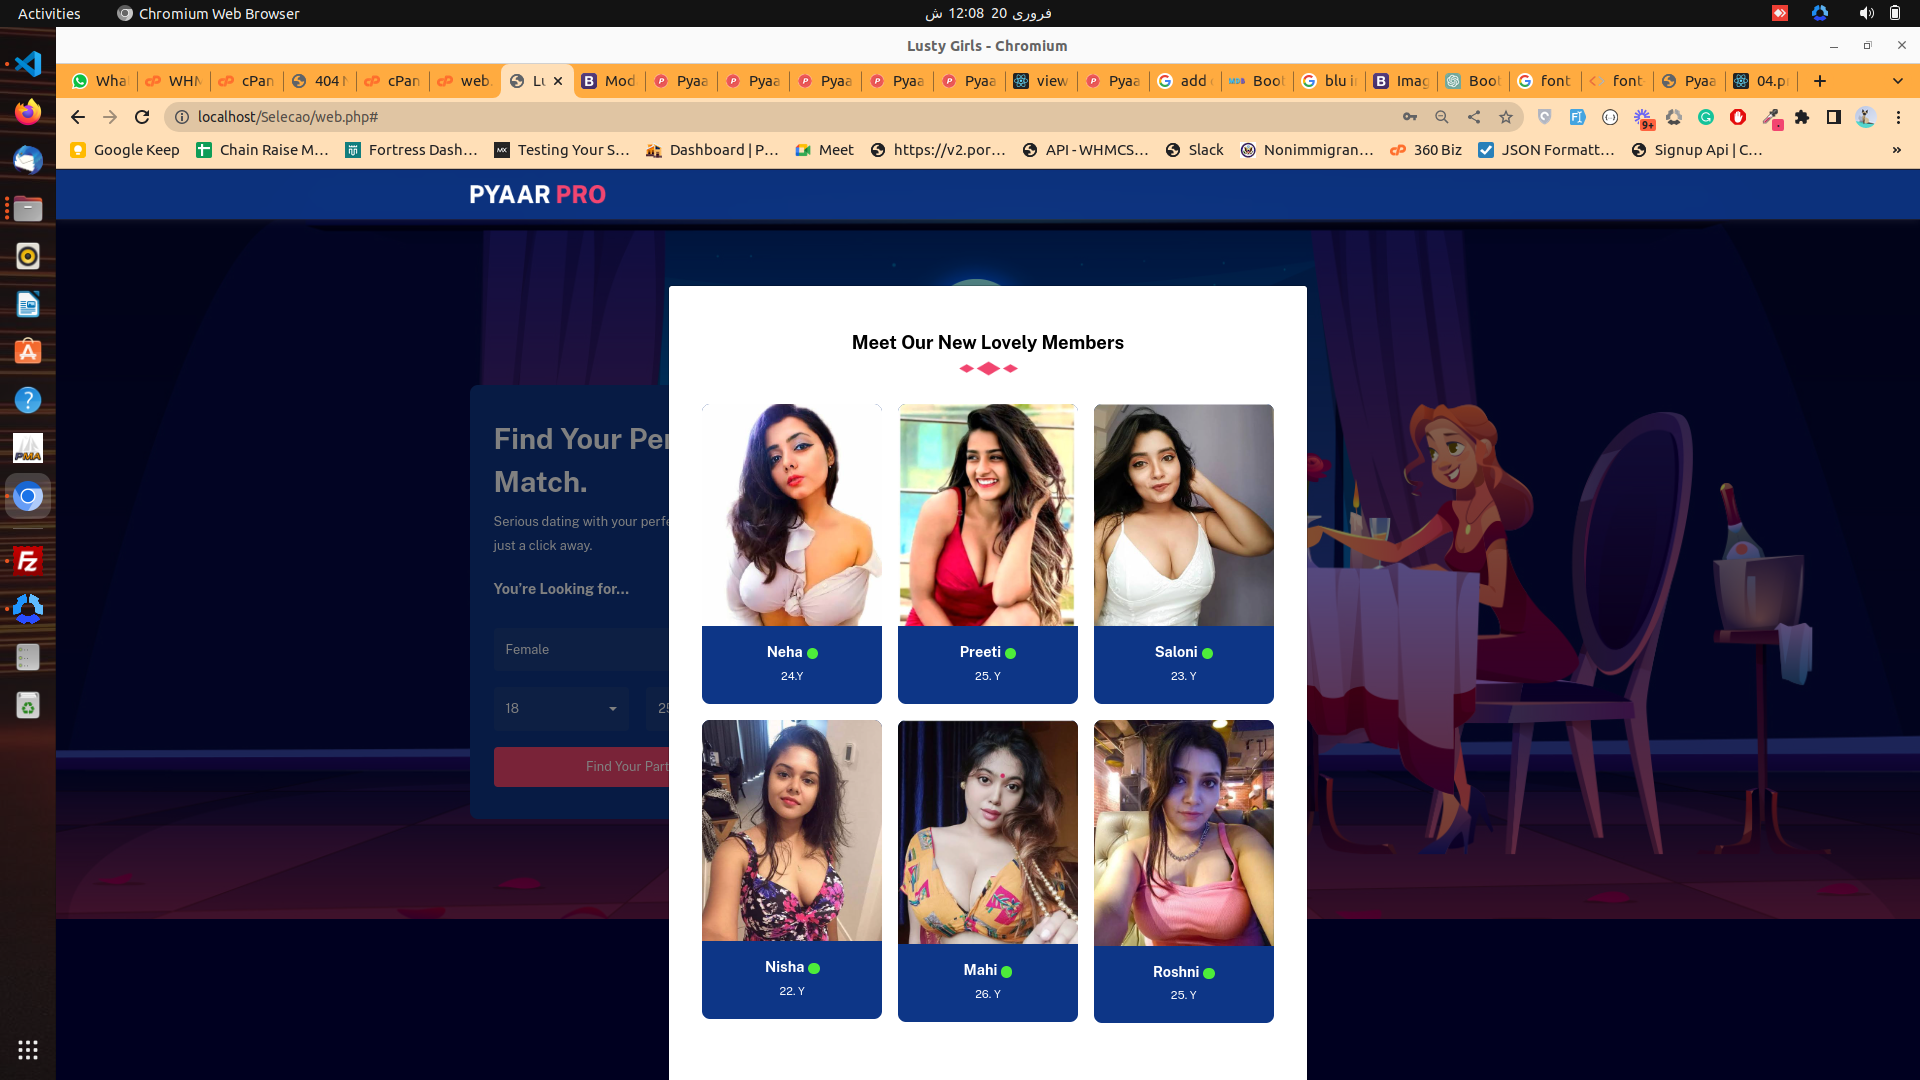 Activities
Chromium Web Browser
فروری 20  12:08 ش
Lusty Girls - Chromium
Wha
WHM
cPan
404 N
cPan
web.
Lu
Mod
Pyaa
Pyaa
Pyaa
Pyaa
Pyaa
view
Pyaa
add
Boot
blu i
Imag
Boot
font
font
Pyaa
04.p
localhost/Selecao/web.php#
9+
Google Keep
Chain Raise M...
Fortress Dash...
Testing Your S...
Dashboard | P...
Meet
https://v2.por...
API - WHMCS...
Slack
Nonimmigran...
360 Biz
JSON Formatt...
Signup Api | C...
»
PYAAR PRO
Find Your Per
Match.
Serious dating with your perfe
just a click away.
You're Looking for...
Female
18
25
Find Your Part
Meet Our New Lovely Members
Neha
24.Y
Preeti
25. Y
Saloni
23. Y
Nisha
22. Y
Mahi
26. Y
Roshni
25. Y